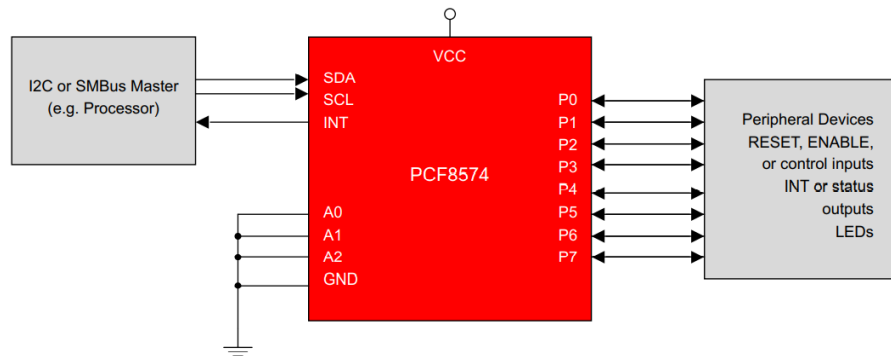 I2C or SMBus Master
(e.g. Processor)
VCC
SDA
SCL
INT
A0
A1
A2
GND
PCF8574
P0
P1
P2
P3
P4
P5
P6
P7
Peripheral Devices
RESET, ENABLE,
or control inputs
INT or status
outputs
LEDs